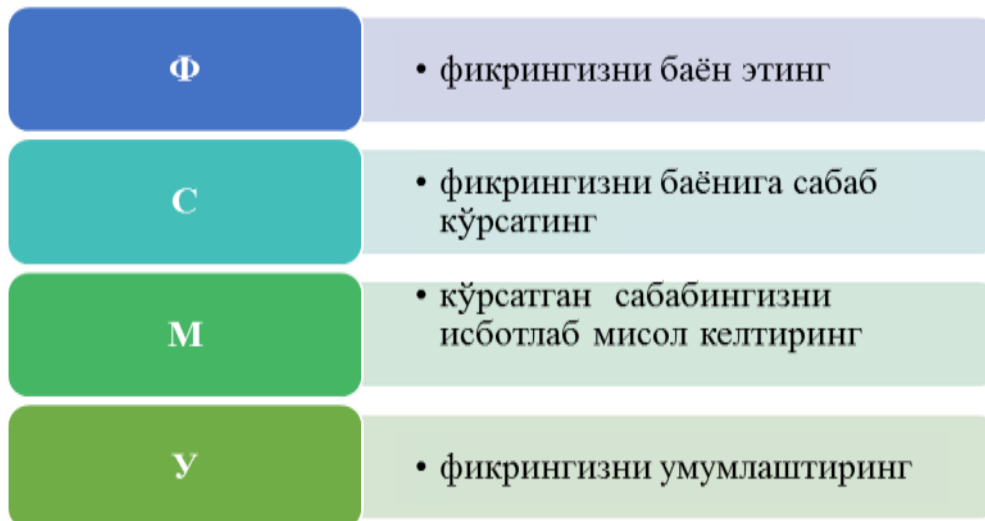 Ф
• фикрингизни баён этинг
С
• фикрингизни баёнига сабаб
кўрсатинг
М
• кўрсатган сабабингизни
исботлаб мисол келтиринг
У
• фикрингизни умумлаштиринг